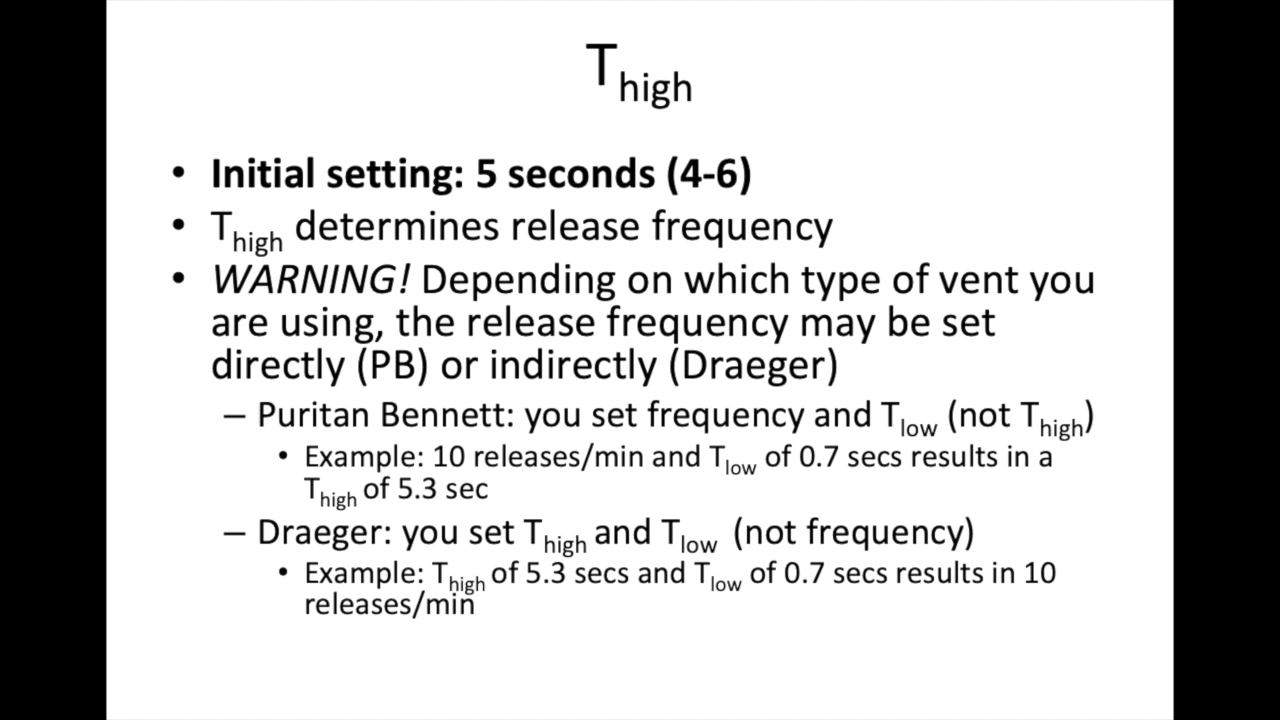 Thigh
• Initial setting: 5 seconds (4-6)
• Thigh determines release frequency
• WARNING! Depending on which type of vent you
are using, the release frequency may be set
directly (PB) or indirectly (Draeger)
– Puritan Bennett: you set frequency and Tlow (not Thigh)
• Example: 10 releases/min and Tlow of 0.7 secs results in a
Thigh of 5.3 sec
– Draeger: you set Thigh and Tlow (not frequency)
• Example: Thigh of 5.3 secs and Tlow of 0.7 secs results in 10
releases/min